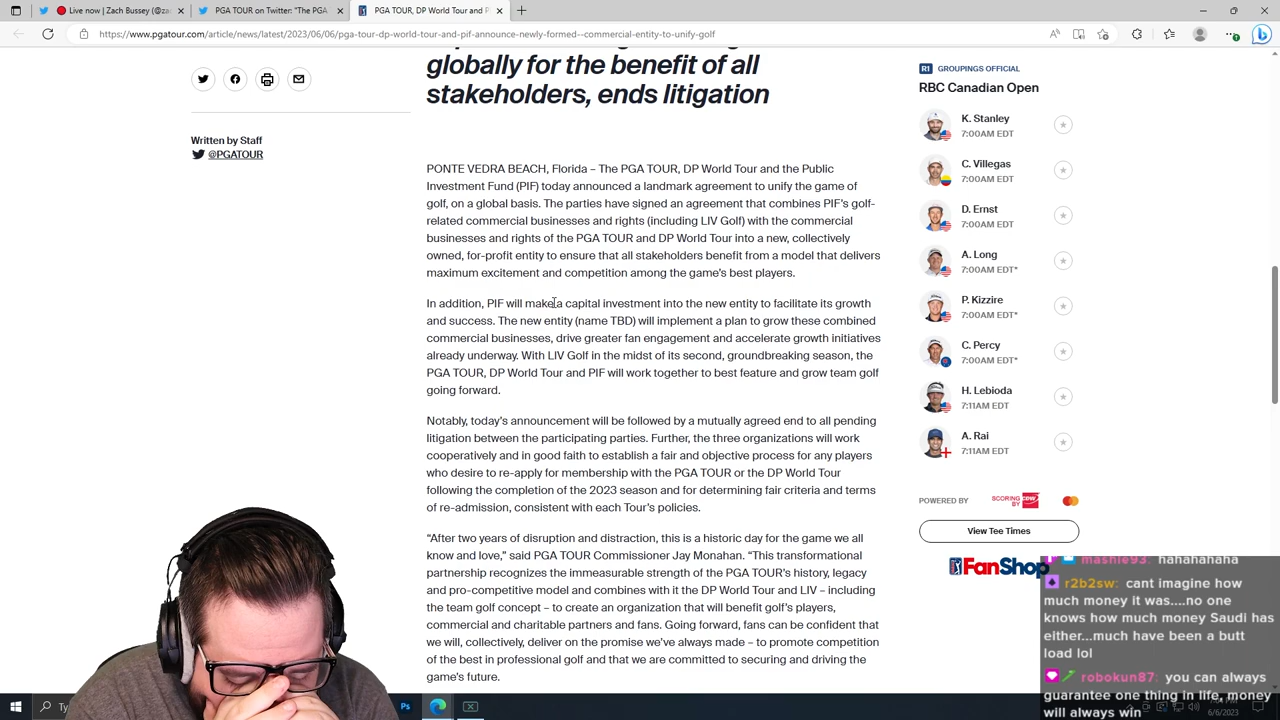 Live now | Zach Bussey (@za
PGA TOUR on Twitter: "The PGA
PGA TOUR, DP World Tour and P
https://www.pgatour.com/article/news/latest/2023/06/06/pga-tour-dp-world-tour-and-pif-announce-newly-formed--commercial-entity-to-unify-golf
globally for the benefit of all
stakeholders, ends litigation
Written by Staff
@PGATOUR
PONTE VEDRA BEACH, Florida – The PGA TOUR, DP World Tour and the Public
Investment Fund (PIF) today announced a landmark agreement to unify the game of
golf, on a global basis. The parties have signed an agreement that combines PIF's golf-
related commercial businesses and rights (including LIV Golf) with the commercial
businesses and rights of the PGA TOUR and DP World Tour into a new, collectively
owned, for-profit entity to ensure that all stakeholders benefit from a model that delivers
maximum excitement and competition among the game's best players.
In addition, PIF will make a capital investment into the new entity to facilitate its growth
and success. The new entity (name TBD) will implement a plan to grow these combined
commercial businesses, drive greater fan engagement and accelerate growth initiatives
already underway. With LIV Golf in the midst of its second, groundbreaking season, the
PGA TOUR, DP World Tour and PIF will work together to best feature and grow team golf
going forward.
Notably, today's announcement will be followed by a mutually agreed end to all pending
litigation between the participating parties. Further, the three organizations will work
cooperatively and in good faith to establish a fair and objective process for any players
who desire to re-apply for membership with the PGA TOUR or the DP World Tour
following the completion of the 2023 season and for determining fair criteria and terms
of re-admission, consistent with each Tour's policies.
“After two years of disruption and distraction, this is a historic day for the game we all
know and love,” said PGA TOUR Commissioner Jay Monahan. “This transformational
partnership recognizes the immeasurable strength of the PGA TOUR's history, legacy
and pro-competitive model and combines with it the DP World Tour and LIV – including
the team golf concept – to create an organization that will benefit golf's players,
commercial and charitable partners and fans. Going forward, fans can be confident that
we will, collectively, deliver on the promise we've always made – to promote competition
of the best in professional golf and that we are committed to securing and driving the
game's future.
R1 GROUPINGS OFFICIAL
RBC Canadian Open
K. Stanley
7:00AM EDT
C. Villegas
7:00AM EDT
D. Ernst
7:00AM EDT
A. Long
7:00AM EDT*
P. Kizzire
7:00AM EDT*
C. Percy
7:00AM EDT*
H. Lebioda
7:11AM EDT
A. Rai
7:11AM EDT
POWERED BY
SCORING BY CDW
View Tee Times
FanShop
mashie93: hahahahaha
r2b2sw: cant imagine how
much money it was....no one
knows how much money Saudi has
either...much have been a butt
load lol
robokun87: you can always
guarantee one thing in life, money
will always win
Ty
Ps
6/6/2023